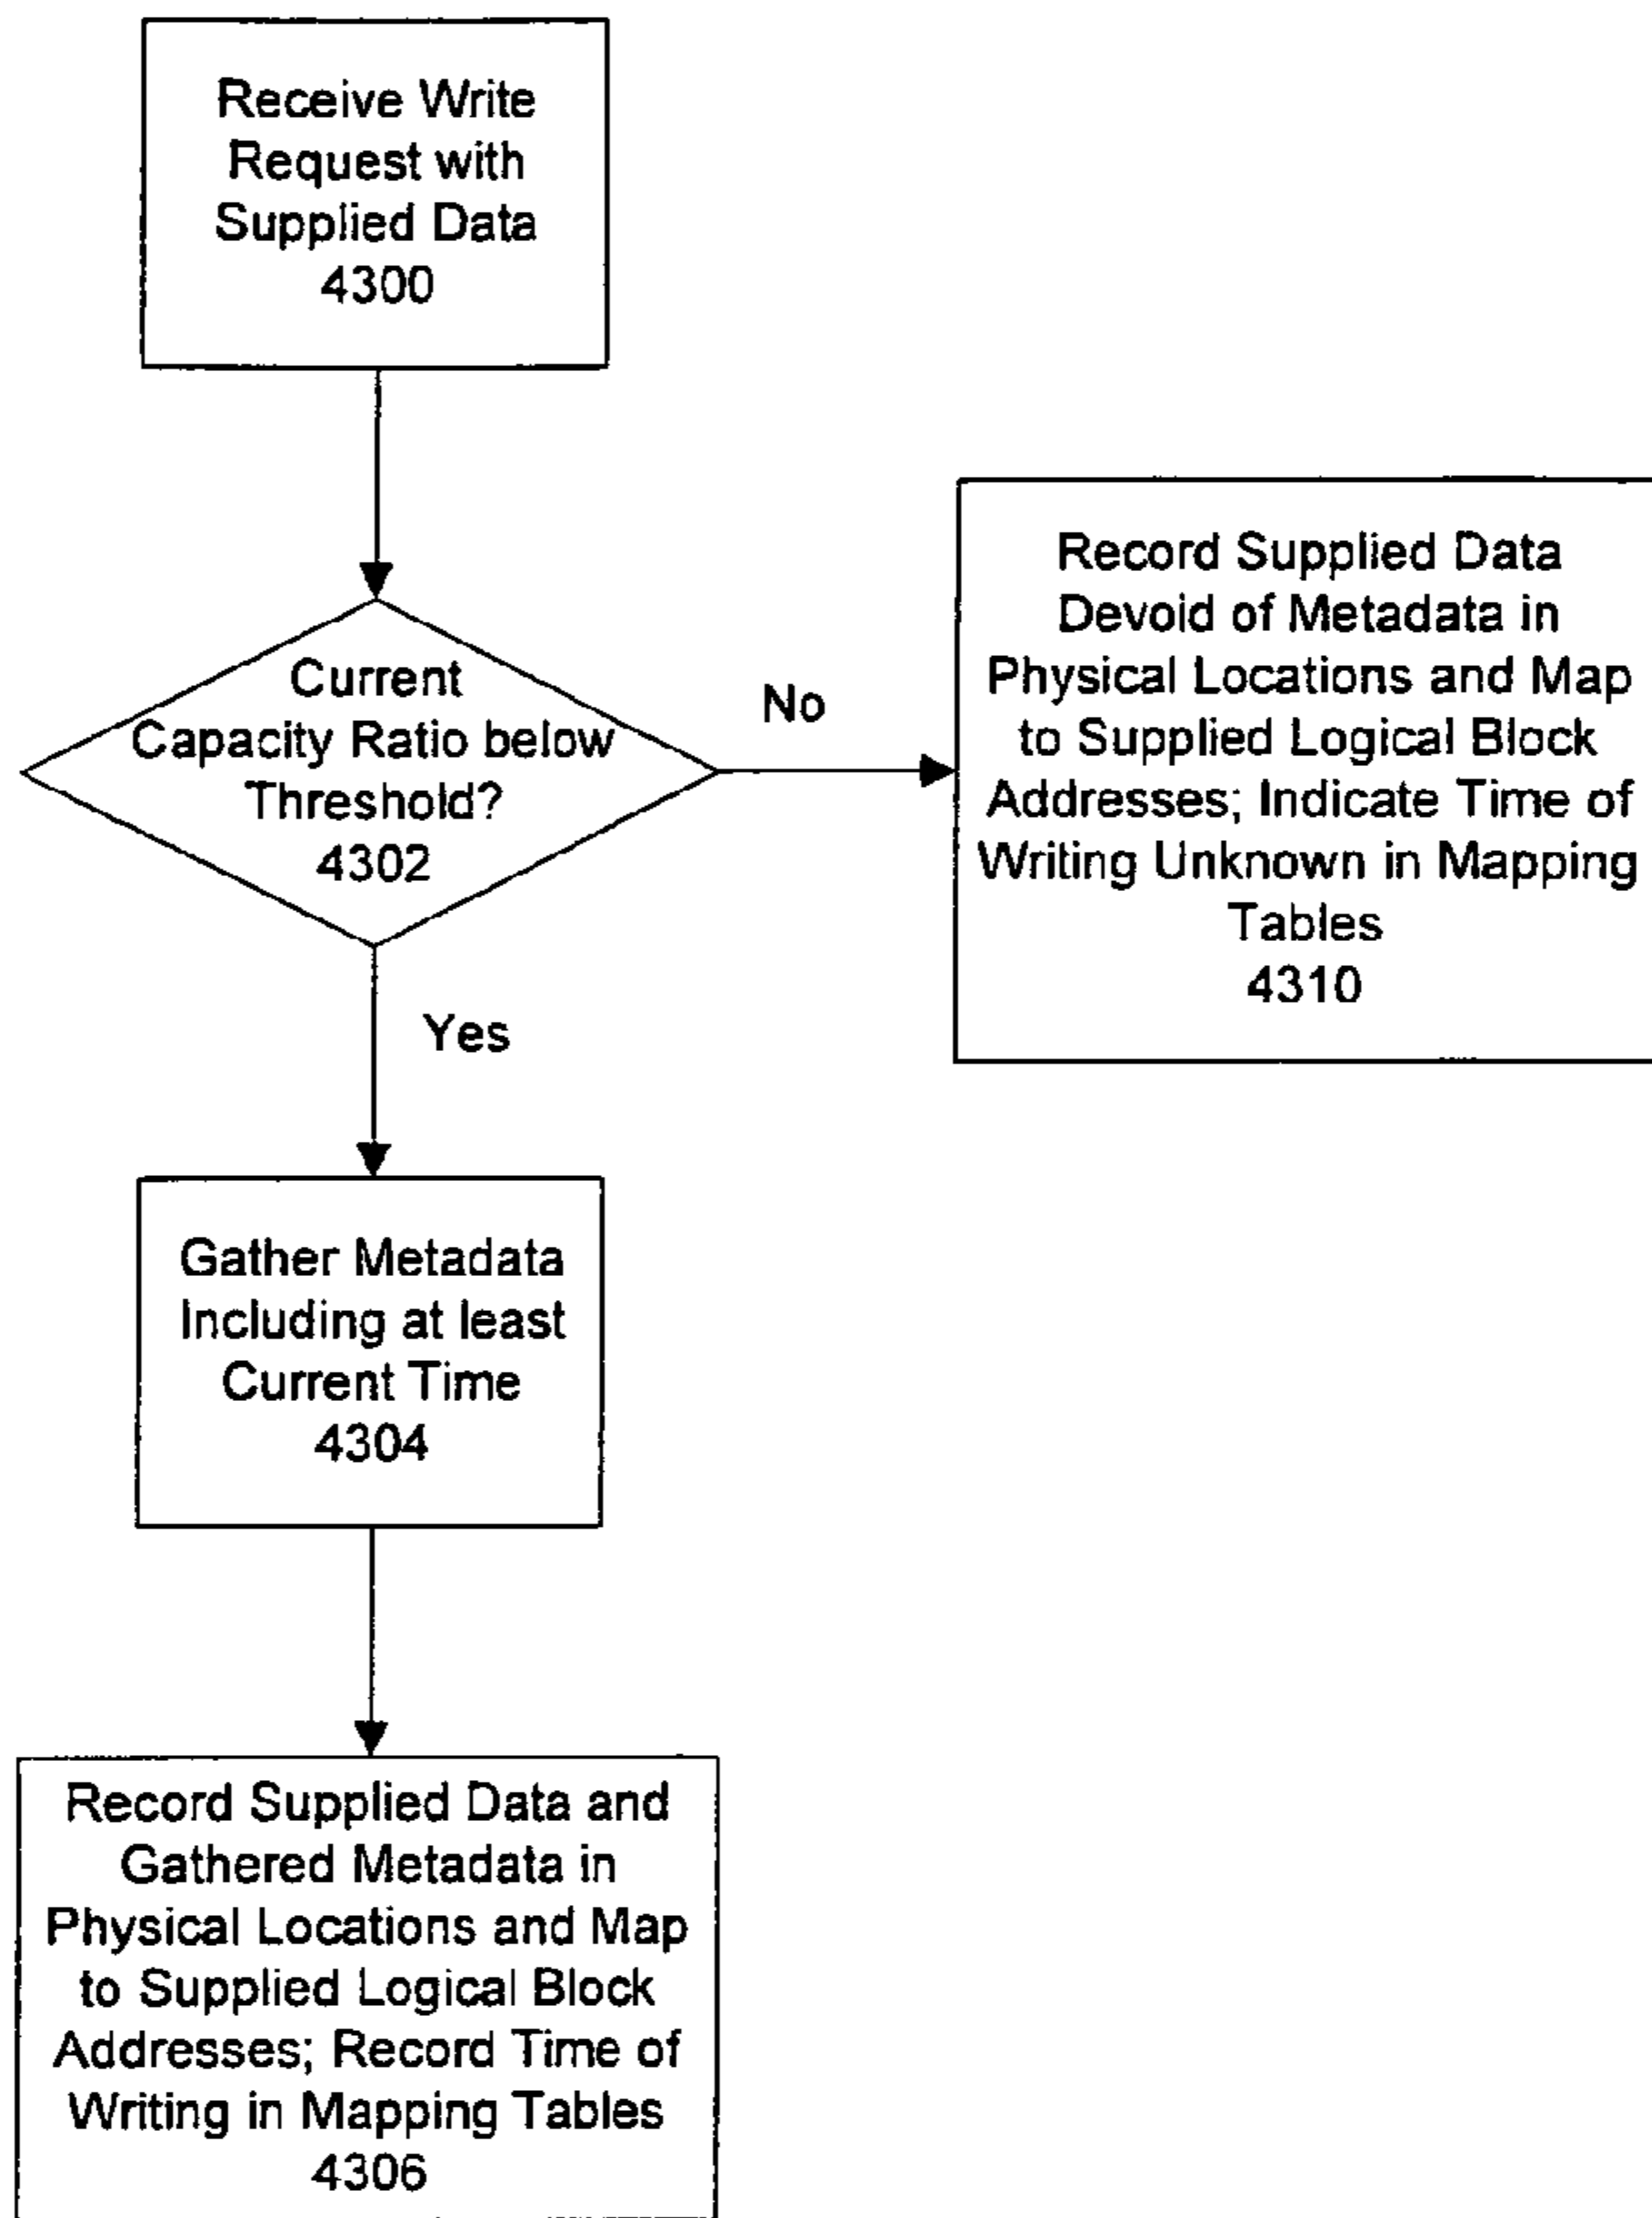 Receive Write
Request with
Supplied Data
4300
Current
Capacity Ratio below
Threshold?
4302
No
Record Supplied Data
Devoid of Metadata in
Physical Locations and Map
to Supplied Logical Block
Addresses; Indicate Time of
Writing Unknown in Mapping
Tables
4310
Yes
Gather Metadata
Including at least
Current Time
4304
Record Supplied Data and
Gathered Metadata in
Physical Locations and Map
to Supplied Logical Block
Addresses; Record Time of
Writing in Mapping Tables
4306